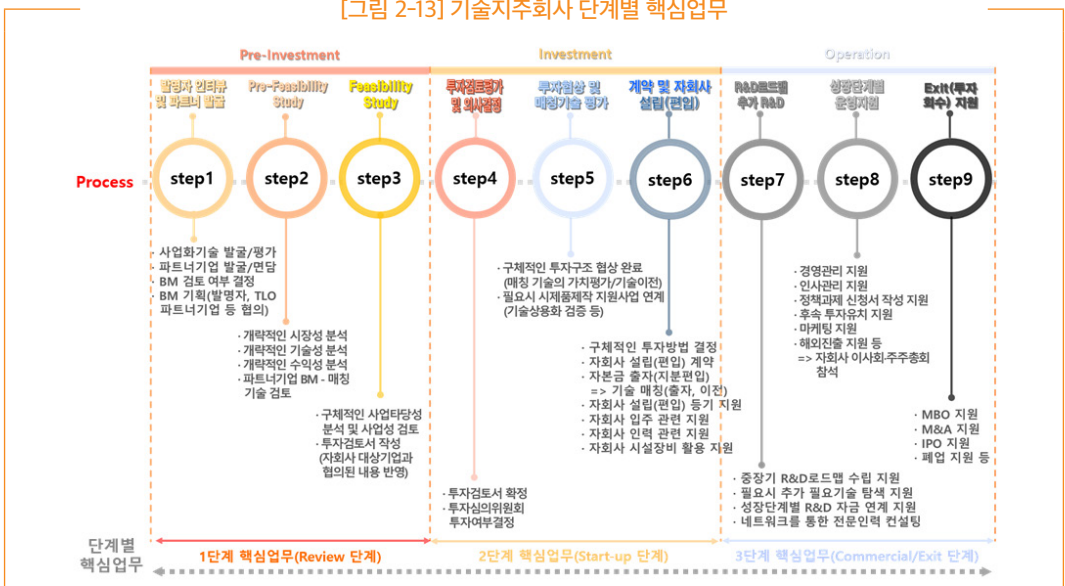 [그림 2-13] 기술지주회사 단계별 핵심업무
Pre-Investment
Investment
Operation
발명자 인터뷰
및 파트너 발굴
Pre-Feasibility
Study
Feasibility
Study
투자검토평가
및 의사결정
투자협상 및
매칭기술 평가
계약 및 자회사
설립(편입)
R&D로드맵
추가 R&D
성장단계별
운영지원
Exit(투자
회수) 지원
Process
step1
step2
step3
step4
step5
step6
step7
step8
step9
· 사업화기술 발굴/평가
· 파트너기업 발굴/면담
· BM 검토 여부 결정
· BM 기획(발명자, TLO
파트너기업 등 협의)
· 개략적인 시장성 분석
· 개략적인 기술성 분석
· 개략적인 수익성 분석
· 파트너기업 BM - 매칭
기술 검토
· 구체적인 사업타당성
분석 및 사업성 검토
· 투자검토서 작성
(자회사 대상기업과
협의된 내용 반영)
· 투자검토서 확정
· 투자심의위원회
투자여부결정
· 구체적인 투자구조 협상 완료
(매칭 기술의 가치평가/기술이전)
· 필요시 시제품제작 지원사업 연계
(기술상용화 검증 등)
· 구체적인 투자방법 결정
· 자회사 설립(편입) 계약
· 자본금 출자(지분편입)
=> 기술 매칭(출자, 이전)
· 자회사 설립(편입) 등기 지원
· 자회사 입주 관련 지원
· 자회사 인력 관련 지원
· 자회사 시설장비 활용 지원
· 중장기 R&D로드맵 수립 지원
· 필요시 추가 필요기술 탐색 지원
· 성장단계별 R&D 자금 연계 지원
· 네트워크를 통한 전문인력 컨설팅
· 경영관리 지원
· 인사관리 지원
· 정책과제 신청서 작성 지원
· 후속 투자유치 지원
· 마케팅 지원
· 해외진출 지원 등
=> 자회사 이사회·주주총회
참석
· MBO 지원
· M&A 지원
· IPO 지원
· 폐업 지원 등
단계별
핵심업무
1단계 핵심업무(Review 단계)
2단계 핵심업무(Start-up 단계)
3단계 핵심업무(Commercial/Exit 단계)